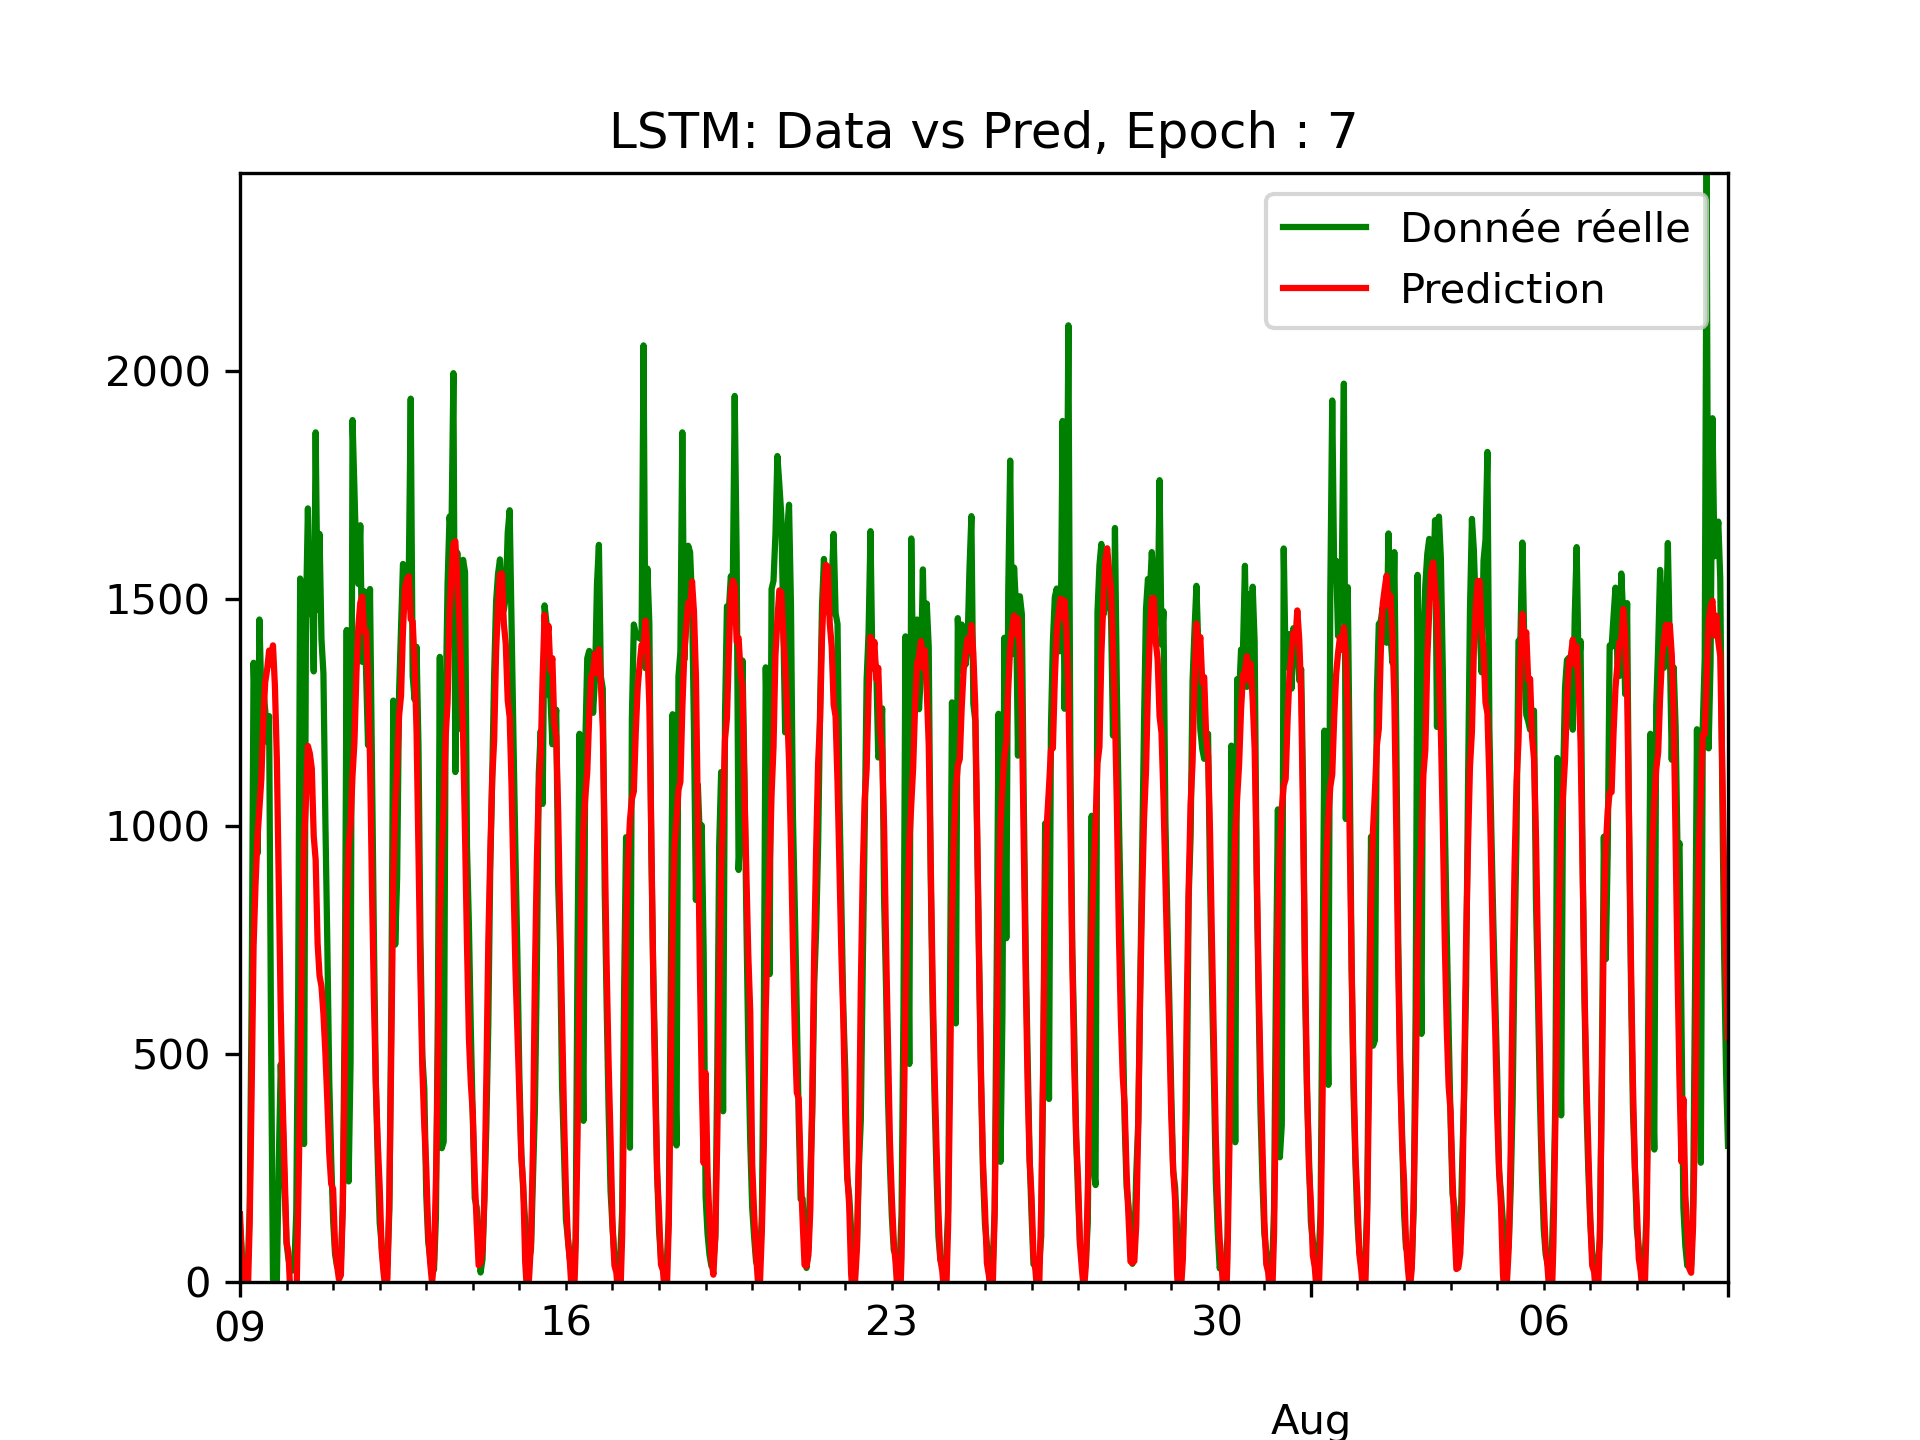 LSTM: Data vs Pred, Epoch : 7
Donnée réelle
Prediction
2000
1500
1000
500
0
09 16 23 30 06
Aug